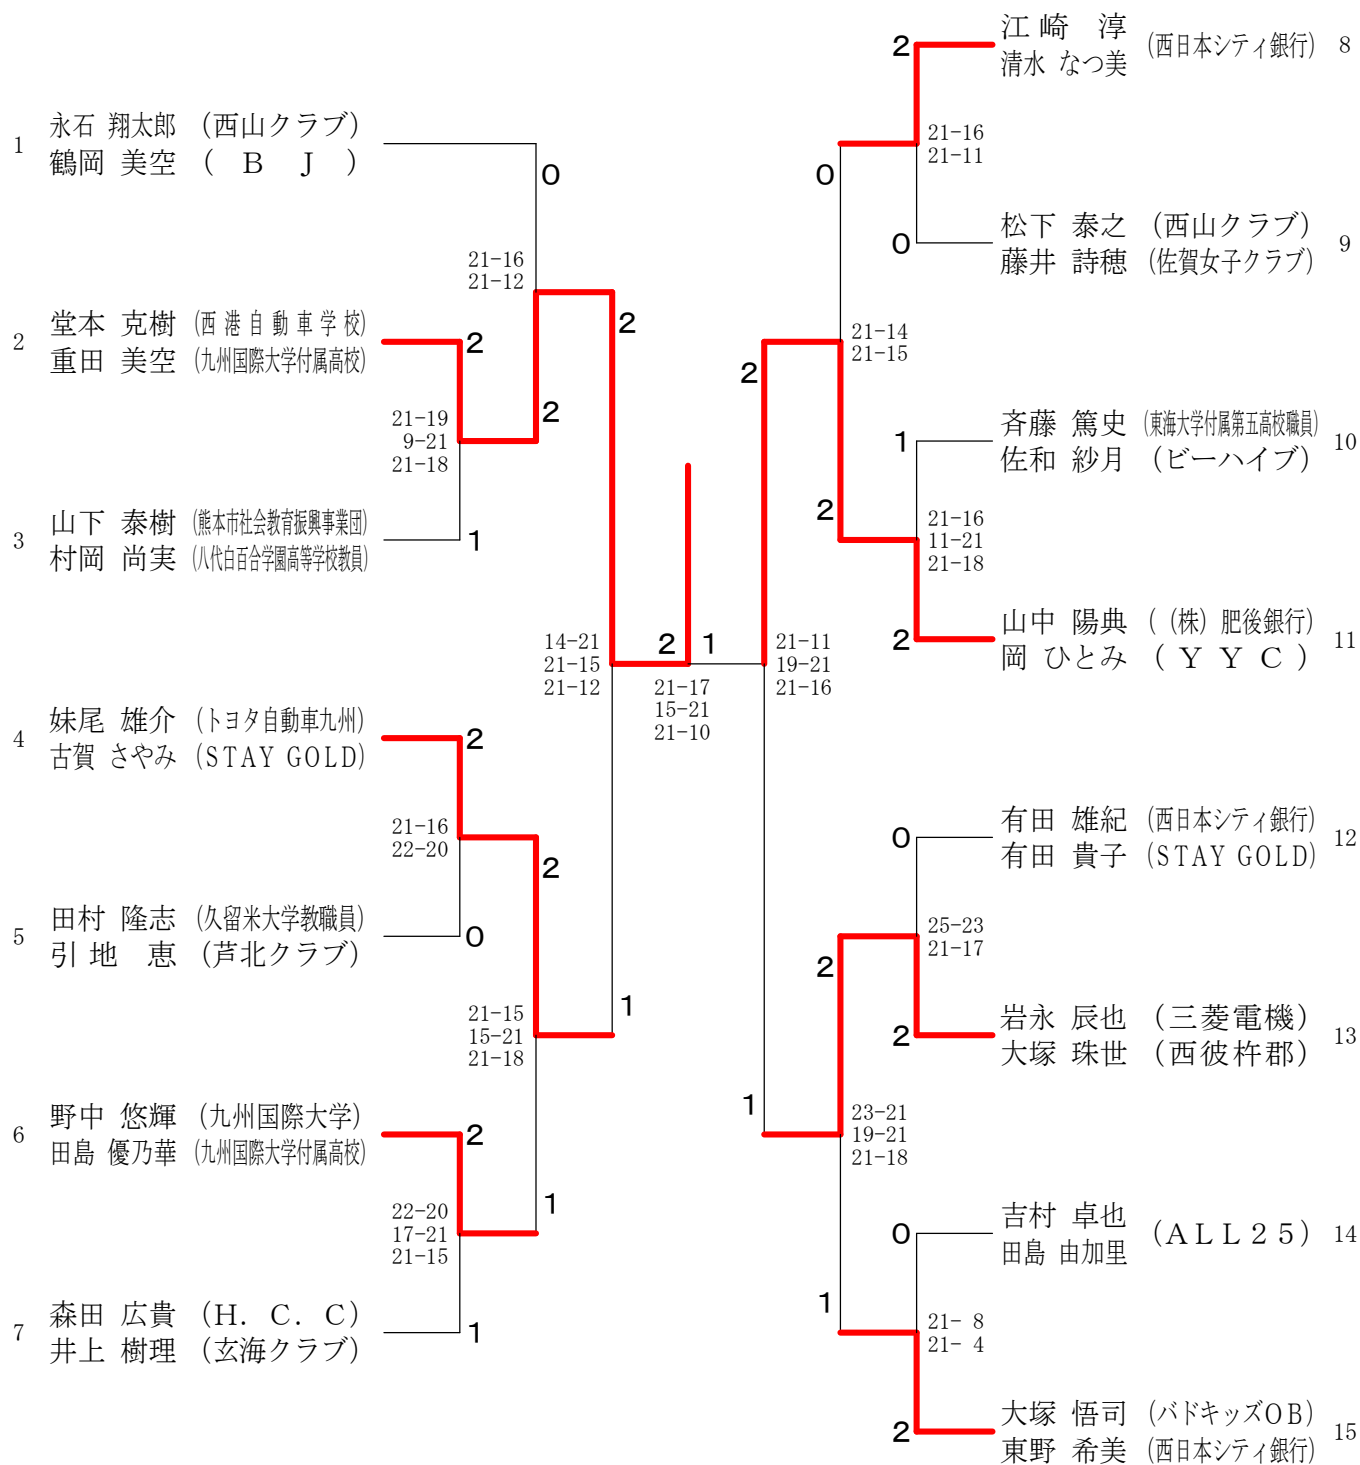 1 永石 翔太郎 (西山クラブ)
鶴岡 美空 ( B J )
0
21-16
21-12
2 堂本 克樹 (西港自動車学校)
重田 美空 (九州国際大学付属高校)
2
2
2
21-19
9-21
21-18
3 山下 泰樹 (熊本市社会教育振興事業団)
村岡 尚実 (八代白百合学園高等学校教員)
1
14-21
21-15
21-12
4 妹尾 雄介 (トヨタ自動車九州)
古賀 さやみ (STAY GOLD)
2
21-16
22-20
2
5 田村 隆志 (久留米大学教職員)
引地 恵 (芦北クラブ)
0
1
21-15
15-21
21-18
6 野中 悠輝 (九州国際大学)
田島 優乃華 (九州国際大学付属高校)
2
1
22-20
17-21
21-15
7 森田 広貴 (H. C. C)
井上 樹理 (玄海クラブ)
1
2 1
21-17
15-21
21-10
2 江崎 淳 (西日本シティ銀行) 8
清水 なつ美
21-16
21-11
0
0 松下 泰之 (西山クラブ) 9
藤井 詩穂 (佐賀女子クラブ)
21-14
21-15
2
1 斉藤 篤史 (東海大学付属第五高校職員) 10
佐和 紗月 (ビーハイブ)
2
21-16
11-21
21-18
2 山中 陽典 ( (株) 肥後銀行) 11
岡 ひとみ ( Y Y C )
21-11
19-21
21-16
0 有田 雄紀 (西日本シティ銀行) 12
有田 貴子 (STAY GOLD)
25-23
21-17
2
2 岩永 辰也 (三菱電機) 13
大塚 珠世 (西彼杵郡)
1
23-21
19-21
21-18
0 吉村 卓也 (ALL25) 14
田島 由加里
1
21- 8
21- 4
2 大塚 悟司 (バドキッズOB) 15
東野 希美 (西日本シティ銀行)